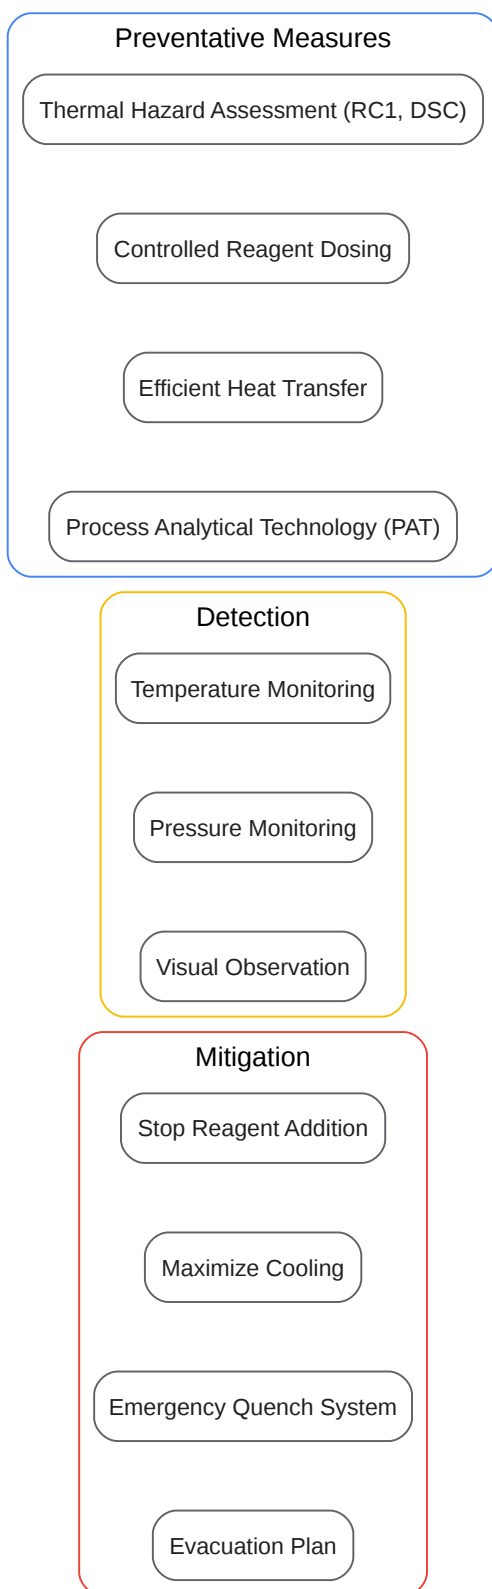 Preventative Measures
Thermal Hazard Assessment (RC1, DSC)
Controlled Reagent Dosing
Efficient Heat Transfer
Process Analytical Technology (PAT)
Detection
Temperature Monitoring
Pressure Monitoring
Visual Observation
Mitigation
Stop Reagent Addition
Maximize Cooling
Emergency Quench System
Evacuation Plan